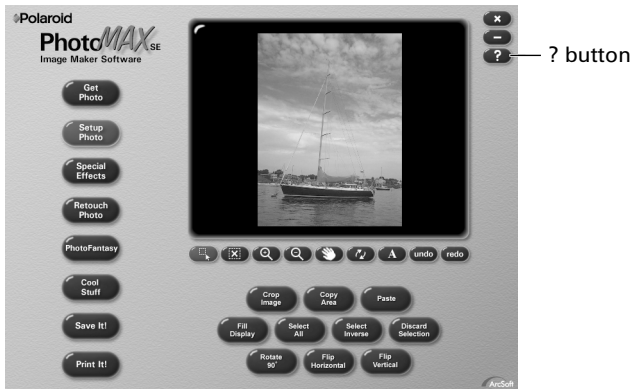 Polaroid
PhotoMAX SE
Image Maker Software
×
–
?
? button
Get
Photo
Setup
Photo
Special
Effects
Retouch
Photo
PhotoFantasy
Cool
Stuff
Save It!
Print It!
A
undo
redo
Crop
Image
Copy
Area
Paste
Fill
Display
Select
All
Select
Inverse
Discard
Selection
Rotate
90°
Flip
Horizontal
Flip
Vertical
ArcSoft